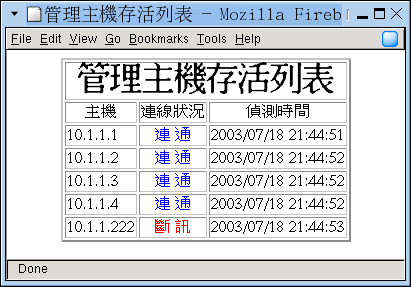 管理主機存活列表 - Mozilla Fireb
File Edit View Go Bookmarks Tools Help
管理主機存活列表
主機 連線狀況 偵測時間
10.1.1.1 連 通 2003/07/18 21:44:51
10.1.1.2 連 通 2003/07/18 21:44:52
10.1.1.3 連 通 2003/07/18 21:44:52
10.1.1.4 連 通 2003/07/18 21:44:52
10.1.1.222 斷 訊 2003/07/18 21:44:53
Done